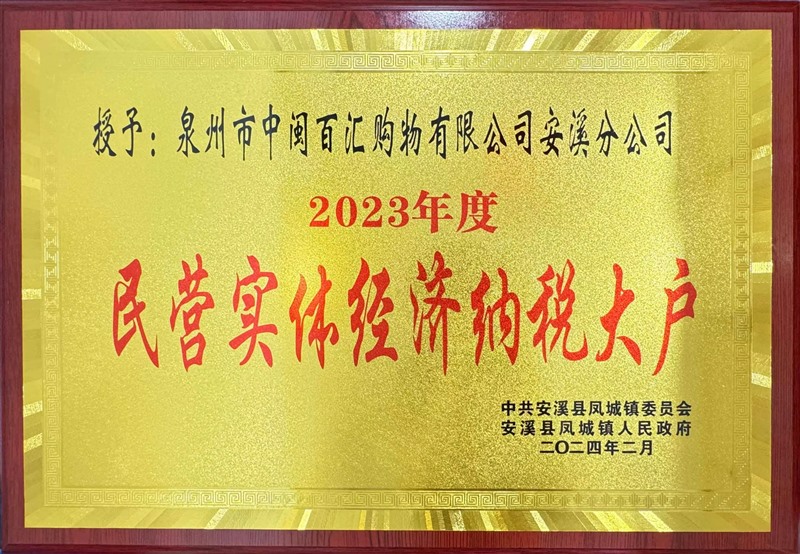 授予：泉州市中闽百汇购物有限公司安溪分公司
2023年度
民营实体经济纳税大户
中共安溪县凤城镇委员会
安溪县凤城镇人民政府
二〇二四年二月